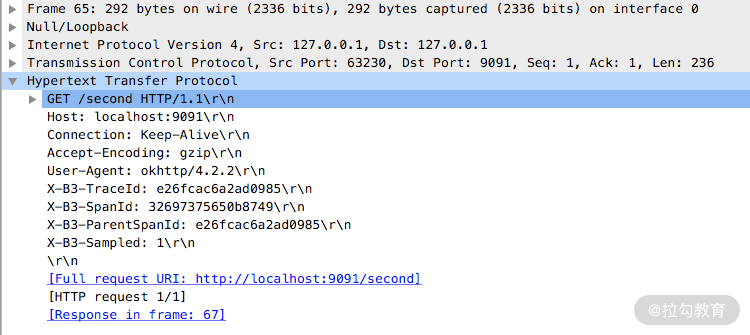 Frame 65: 292 bytes on wire (2336 bits), 292 bytes captured (2336 bits) on interface 0
Null/Loopback
Internet Protocol Version 4, Src: 127.0.0.1, Dst: 127.0.0.1
Transmission Control Protocol, Src Port: 63230, Dst Port: 9091, Seq: 1, Ack: 1, Len: 236
Hypertext Transfer Protocol
GET /second HTTP/1.1\r\n
Host: localhost:9091\r\n
Connection: Keep-Alive\r\n
Accept-Encoding: gzip\r\n
User-Agent: okhttp/4.2.2\r\n
X-B3-TraceId: e26fcac6a2ad0985\r\n
X-B3-SpanId: 32697375650b8749\r\n
X-B3-ParentSpanId: e26fcac6a2ad0985\r\n
X-B3-Sampled: 1\r\n
\r\n
[Full request URI: http://localhost:9091/second]
[HTTP request 1/1]
[Response in frame: 67]
@拉勾教育